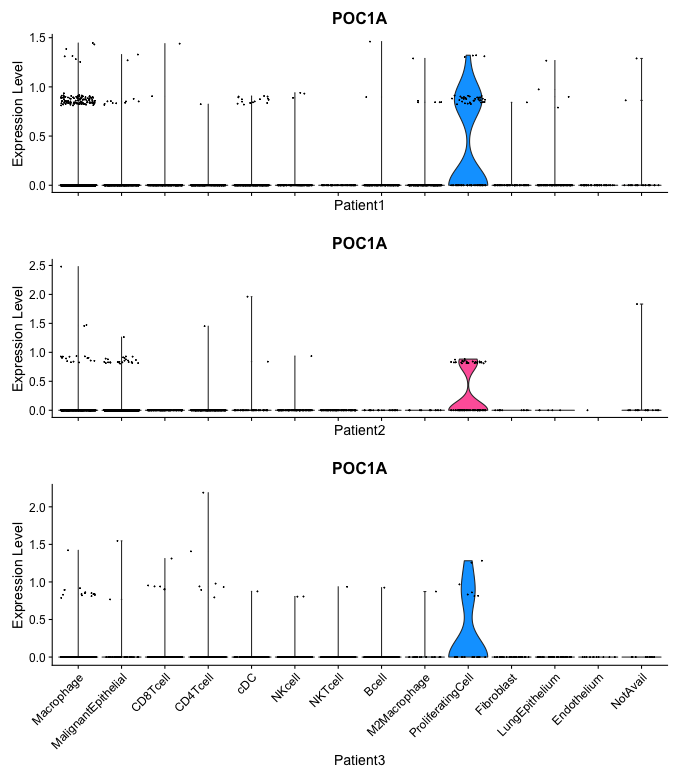 POC1A
1.5
1.0
0.5
0.0
Expression Level
Patient1
POC1A
2.5
2.0
1.5
1.0
0.5
0.0
Expression Level
Patient2
POC1A
2.0
1.5
1.0
0.5
0.0
Expression Level
Macrophage
MalignantEpithelial
CD8Tcell
CD4Tcell
cDC
NKcell
NKTcell
Bcell
M2Macrophage
ProliferatingCell
Fibroblast
LungEpithelium
Endothelium
NotAvail
Patient3